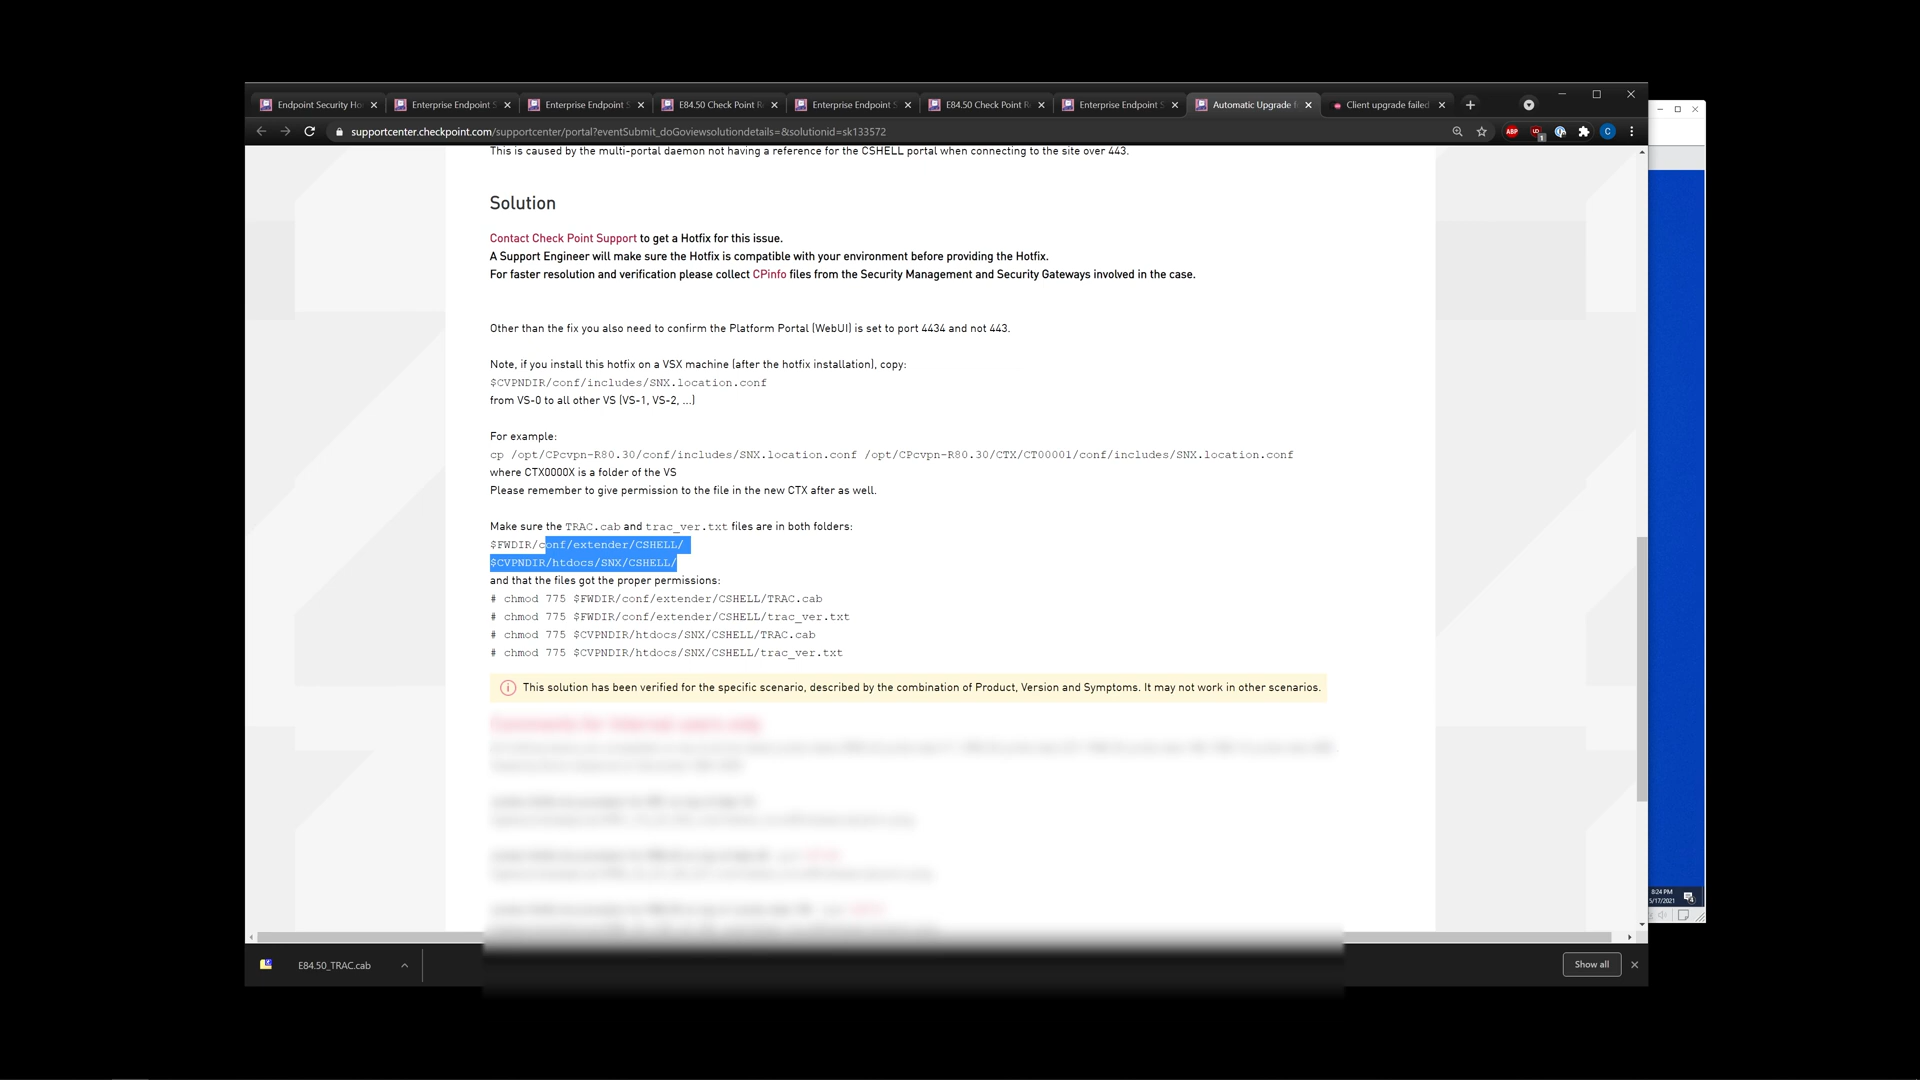 Endpoint Security Ho
Enterprise Endpoint S
Enterprise Endpoint S
E84.50 Check Point R
Enterprise Endpoint S
E84.50 Check Point R
Enterprise Endpoint S
Automatic Upgrade f
Client upgrade failed
supportcenter.checkpoint.com/supportcenter/portal?eventSubmit_doGoviewsolutiondetails=&solutionid=sk133572
ABP
C
This is caused by the multi-portal daemon not having a reference for the CSHELL portal when connecting to the site over 443.
Solution
Contact Check Point Support to get a Hotfix for this issue.
A Support Engineer will make sure the Hotfix is compatible with your environment before providing the Hotfix.
For faster resolution and verification please collect CPinfo files from the Security Management and Security Gateways involved in the case.
Other than the fix you also need to confirm the Platform Portal (WebUI) is set to port 4434 and not 443.
Note, if you install this hotfix on a VSX machine (after the hotfix installation), copy:
$CVPNDIR/conf/includes/SNX.location.conf
from VS-0 to all other VS (VS-1, VS-2, ...)
For example:
cp /opt/CPcvpn-R80.30/conf/includes/SNX.location.conf /opt/CPcvpn-R80.30/CTX/CT00001/conf/includes/SNX.location.conf
where CTX0000X is a folder of the VS
Please remember to give permission to the file in the new CTX after as well.
Make sure the TRAC.cab and trac_ver.txt files are in both folders:
$FWDIR/conf/extender/CSHELL/
$CVPNDIR/htdocs/SNX/CSHELL/
and that the files got the proper permissions:
# chmod 775 $FWDIR/conf/extender/CSHELL/TRAC.cab
# chmod 775 $FWDIR/conf/extender/CSHELL/trac_ver.txt
# chmod 775 $CVPNDIR/htdocs/SNX/CSHELL/TRAC.cab
# chmod 775 $CVPNDIR/htdocs/SNX/CSHELL/trac_ver.txt
This solution has been verified for the specific scenario, described by the combination of Product, Version and Symptoms. It may not work in other scenarios.
8:24 PM
5/17/2021
E84.50_TRAC.cab
Show all